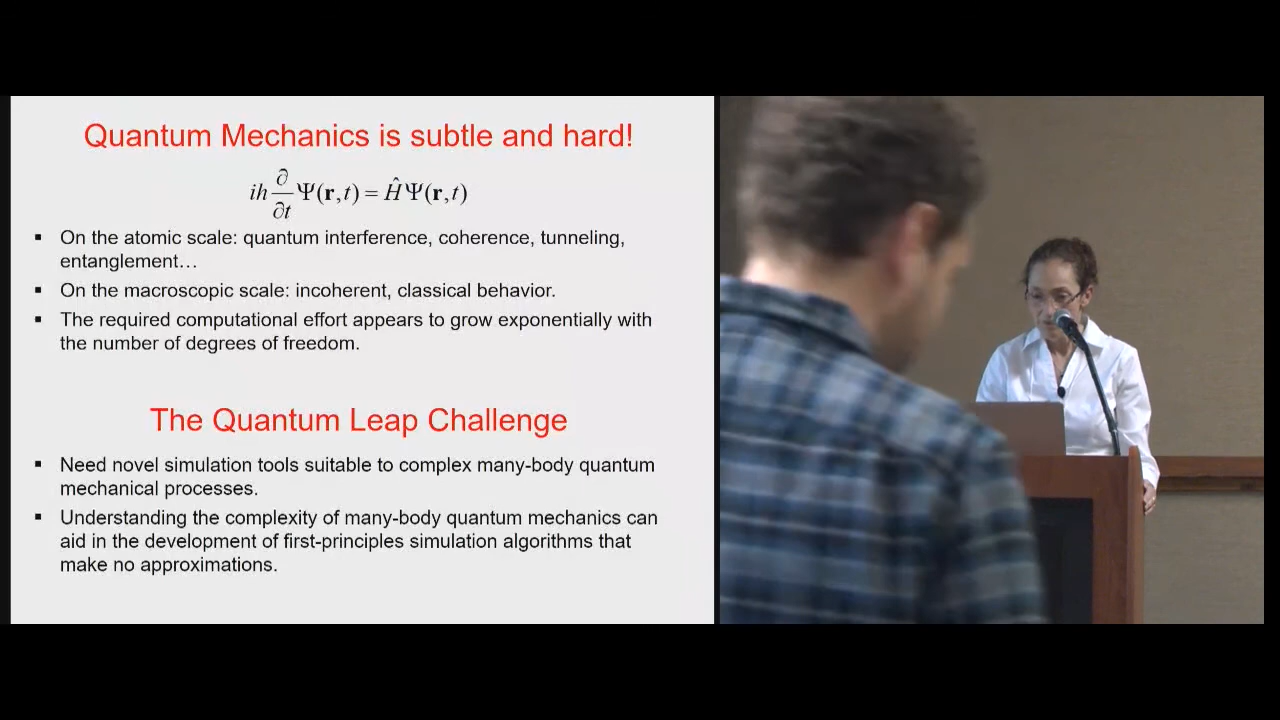 Quantum Mechanics is subtle and hard!
ih ∂/∂t Ψ(r,t) = ĤΨ(r,t)
▪ On the atomic scale: quantum interference, coherence, tunneling,
entanglement…
▪ On the macroscopic scale: incoherent, classical behavior.
▪ The required computational effort appears to grow exponentially with
the number of degrees of freedom.
The Quantum Leap Challenge
▪ Need novel simulation tools suitable to complex many-body quantum
mechanical processes.
▪ Understanding the complexity of many-body quantum mechanics can
aid in the development of first-principles simulation algorithms that
make no approximations.